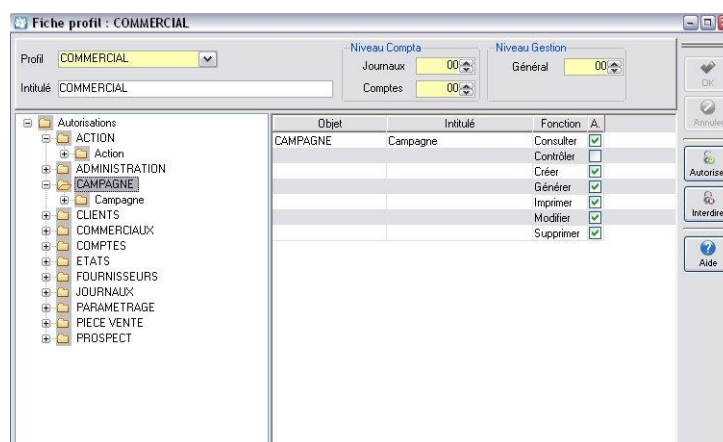 Fiche profil : COMMERCIAL
Profil COMMERCIAL
Intitulé COMMERCIAL
Niveau Compta
Journaux 00
Comptes 00
Niveau Gestion
Général 00
OK
Annuler
Autorise
Interdire
Aide
Autorisations
ACTION
Action
ADMINISTRATION
CAMPAGNE
Campagne
CLIENTS
COMMERCIAUX
COMPTES
ETATS
FOURNISSEURS
JOURNAUX
PARAMETRAGE
PIECE VENTE
PROSPECT
Objet Intitulé Fonction A.
CAMPAGNE Campagne Consulter
Contrôler
Créer
Générer
Imprimer
Modifier
Supprimer